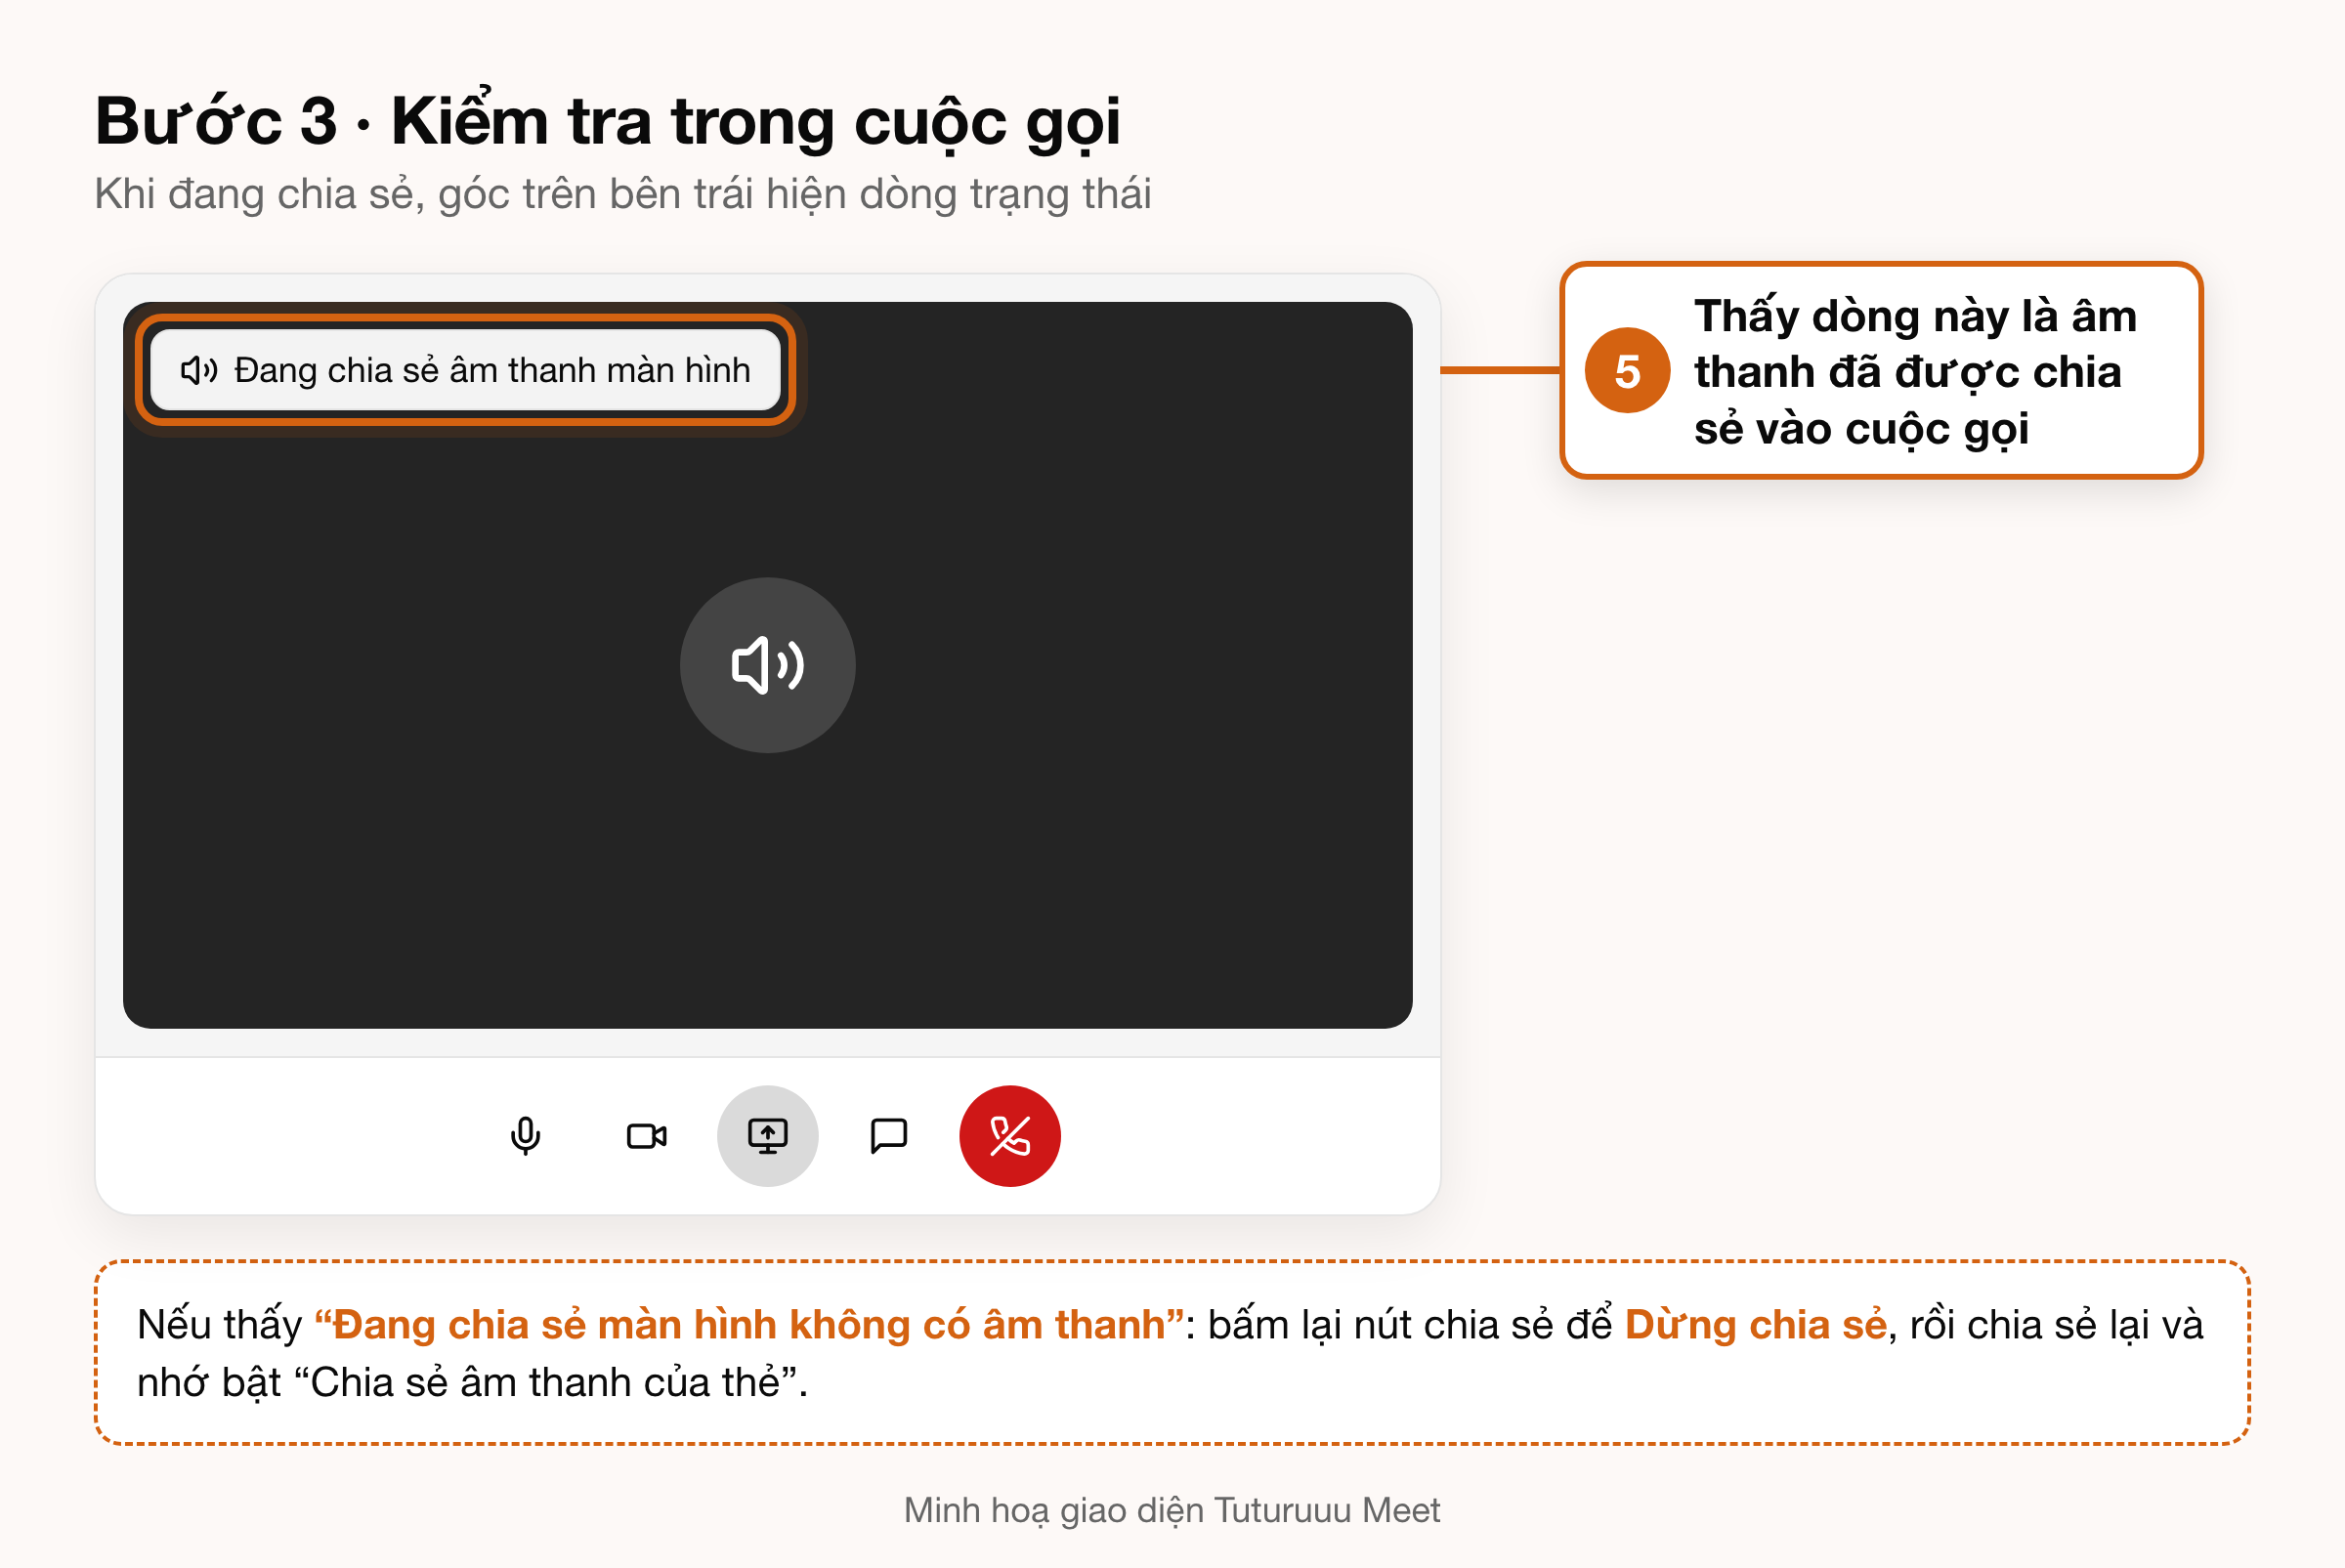 Bước 3 · Kiểm tra trong cuộc gọi
Khi đang chia sẻ, góc trên bên trái hiện dòng trạng thái
Đang chia sẻ âm thanh màn hình
5
Thấy dòng này là âm
thanh đã được chia
sẻ vào cuộc gọi
Nếu thấy “Đang chia sẻ màn hình không có âm thanh”: bấm lại nút chia sẻ để Dừng chia sẻ, rồi chia sẻ lại và
nhớ bật “Chia sẻ âm thanh của thẻ”.
Minh hoạ giao diện Tuturuuu Meet